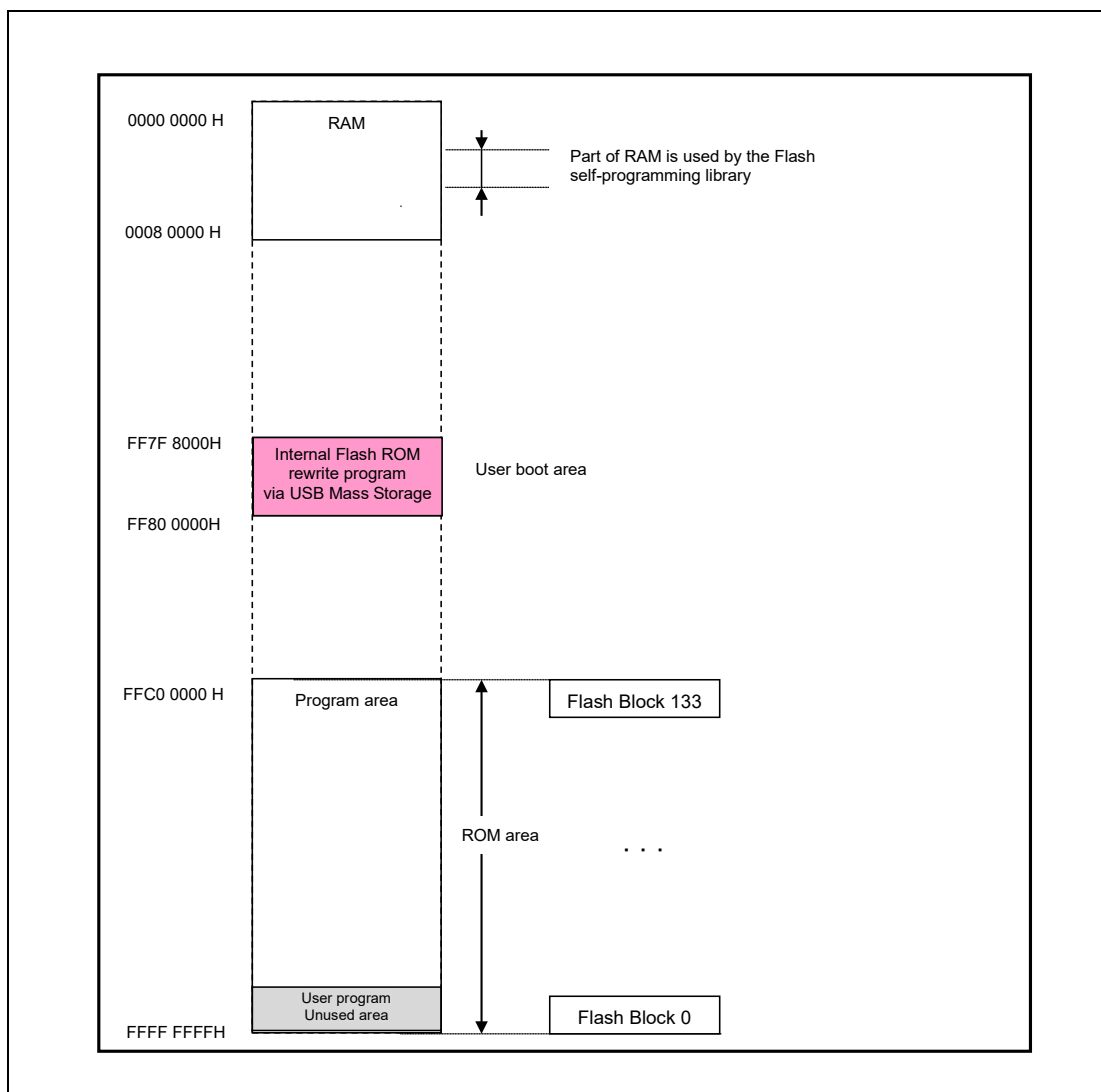 0000 0000 H
RAM
Part of RAM is used by the Flash
self-programming library
0008 0000 H
FF7F 8000H
Internal Flash ROM
rewrite program
via USB Mass Storage
User boot area
FF80 0000H
FFC0 0000 H
Program area
Flash Block 133
ROM area
. . .
User program
Unused area
Flash Block 0
FFFF FFFFH